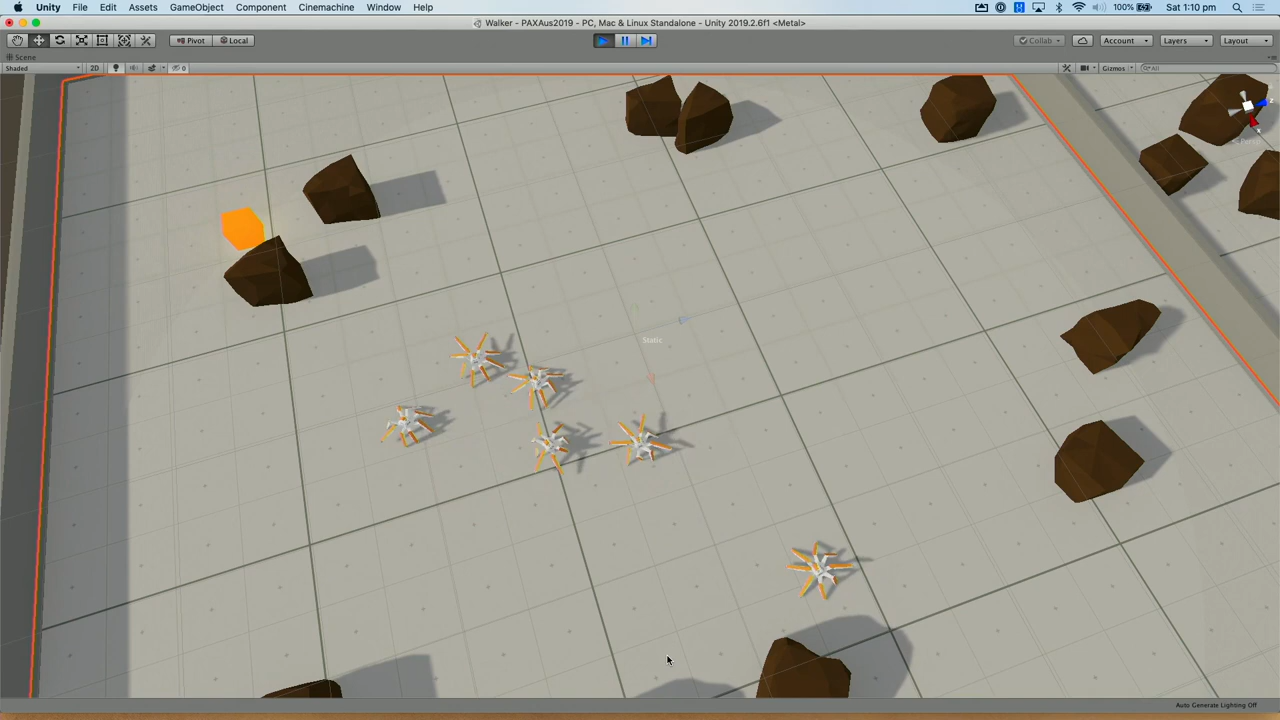 Unity File Edit Assets GameObject Component Cinemachine Window Help 100% Sat 1:10 pm
Walker - PAXAus2019 - PC, Mac & Linux Standalone - Unity 2019.2.6f1 <Metal>
Pivot Local Collab Account Layers Layout
Scene
Shaded 2D 0 Gizmos All
z
x
Persp
Static
Auto Generate Lighting Off